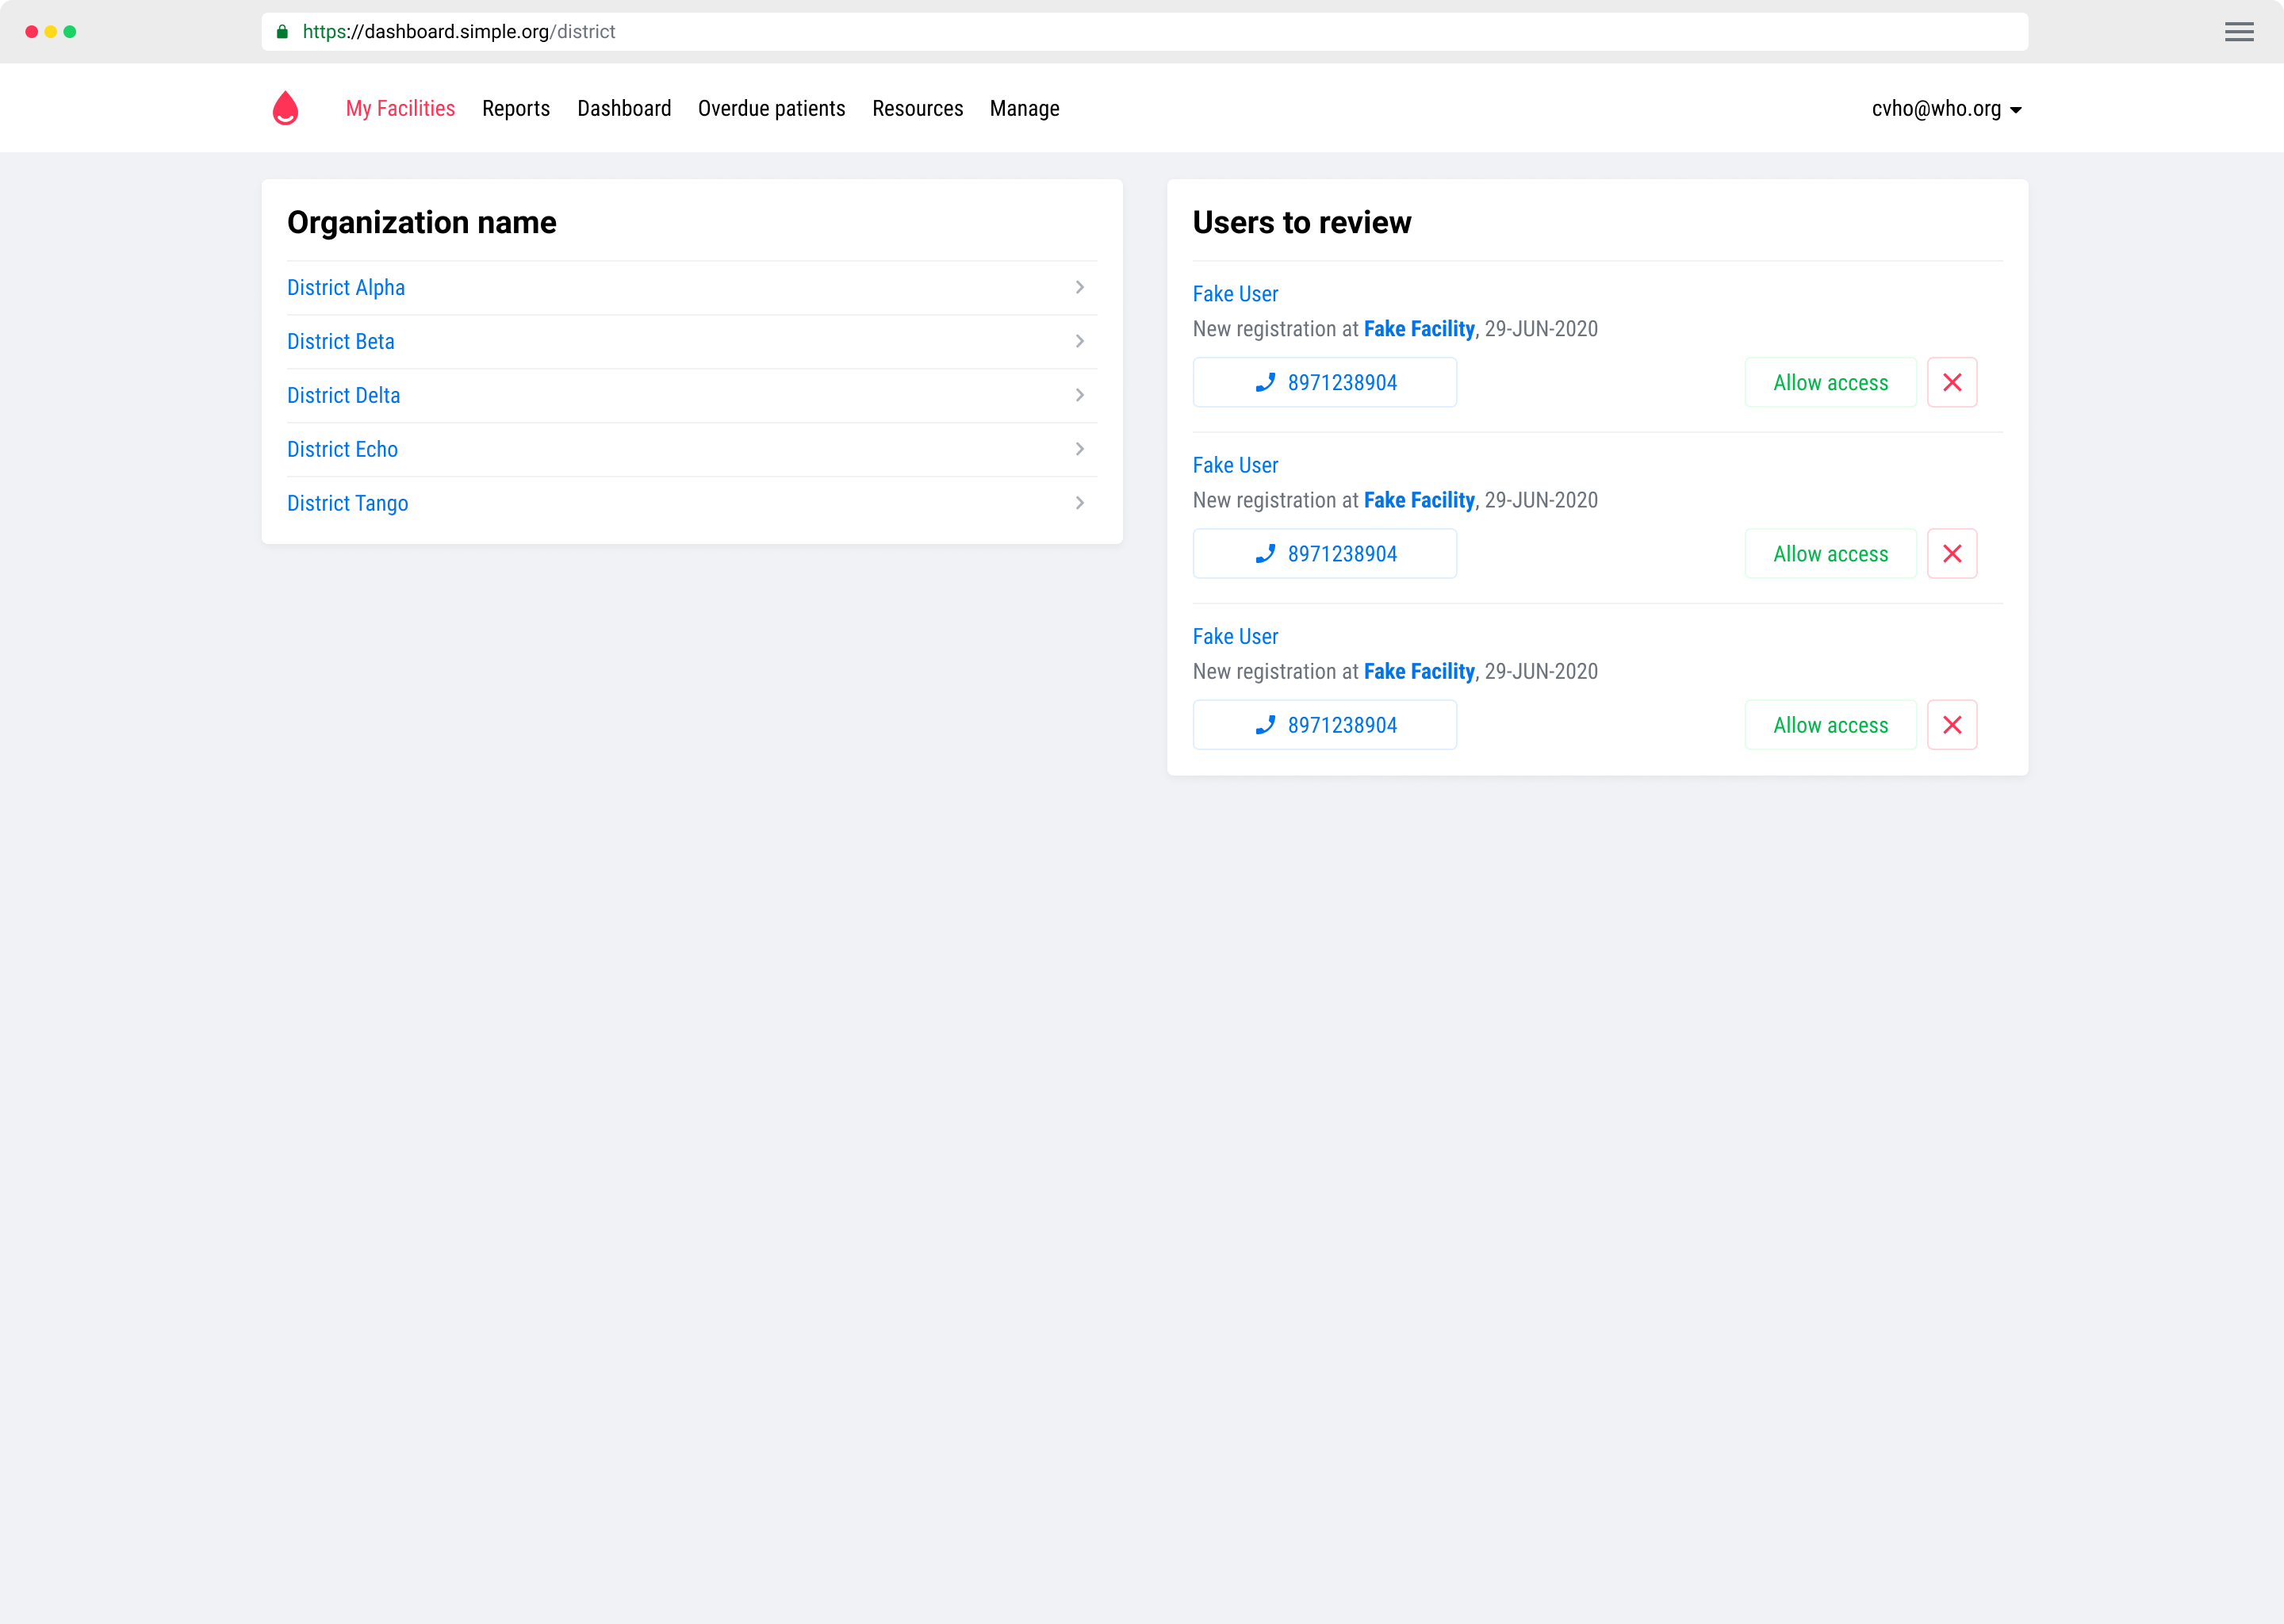 https://dashboard.simple.org/district
My Facilities Reports Dashboard Overdue patients Resources Manage cvho@who.org
Organization name
District Alpha
District Beta
District Delta
District Echo
District Tango
Users to review
Fake User
New registration at Fake Facility, 29-JUN-2020
8971238904 Allow access
Fake User
New registration at Fake Facility, 29-JUN-2020
8971238904 Allow access
Fake User
New registration at Fake Facility, 29-JUN-2020
8971238904 Allow access